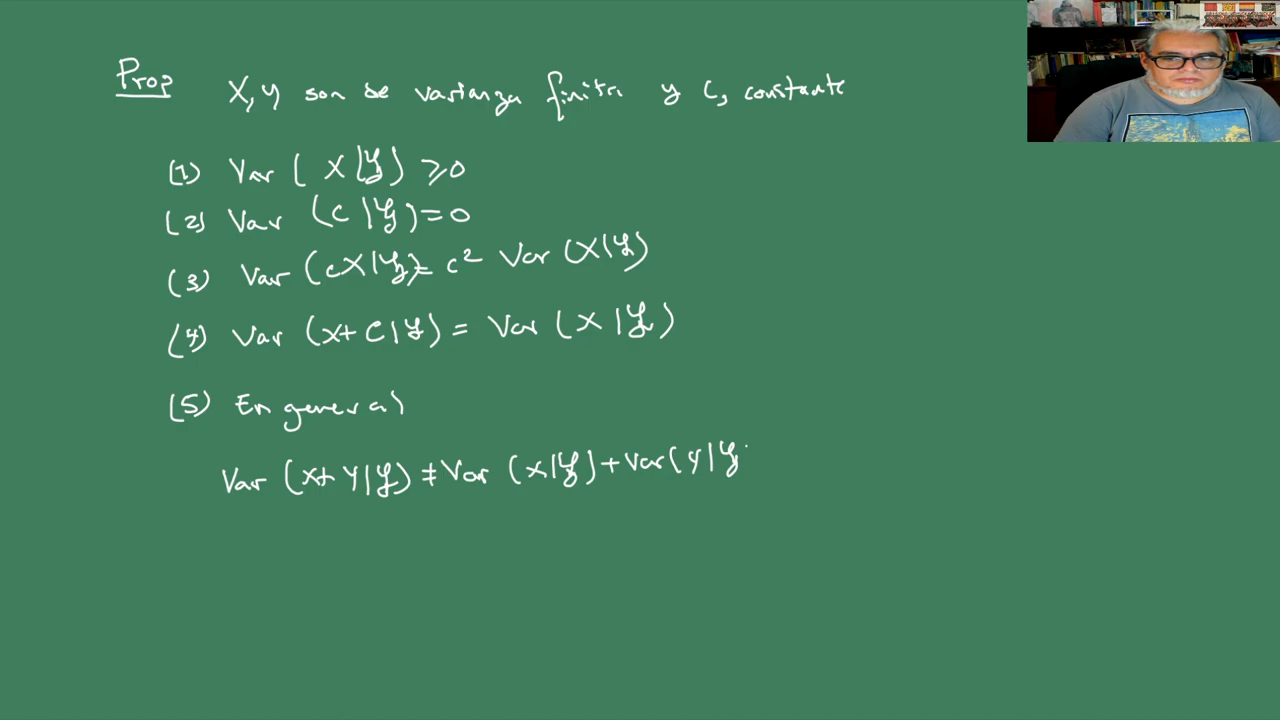 Prop X, Y son de varianza finita y C, constante
(1) Var (X|𝒢) ≥ 0
(2) Var (C|𝒢) = 0
(3) Var (cX|𝒢) = c² Var (X|𝒢)
(4) Var (X + C|𝒢) = Var (X|𝒢)
(5) En general
Var (X + Y|𝒢) ≠ Var (X|𝒢) + Var (Y|𝒢